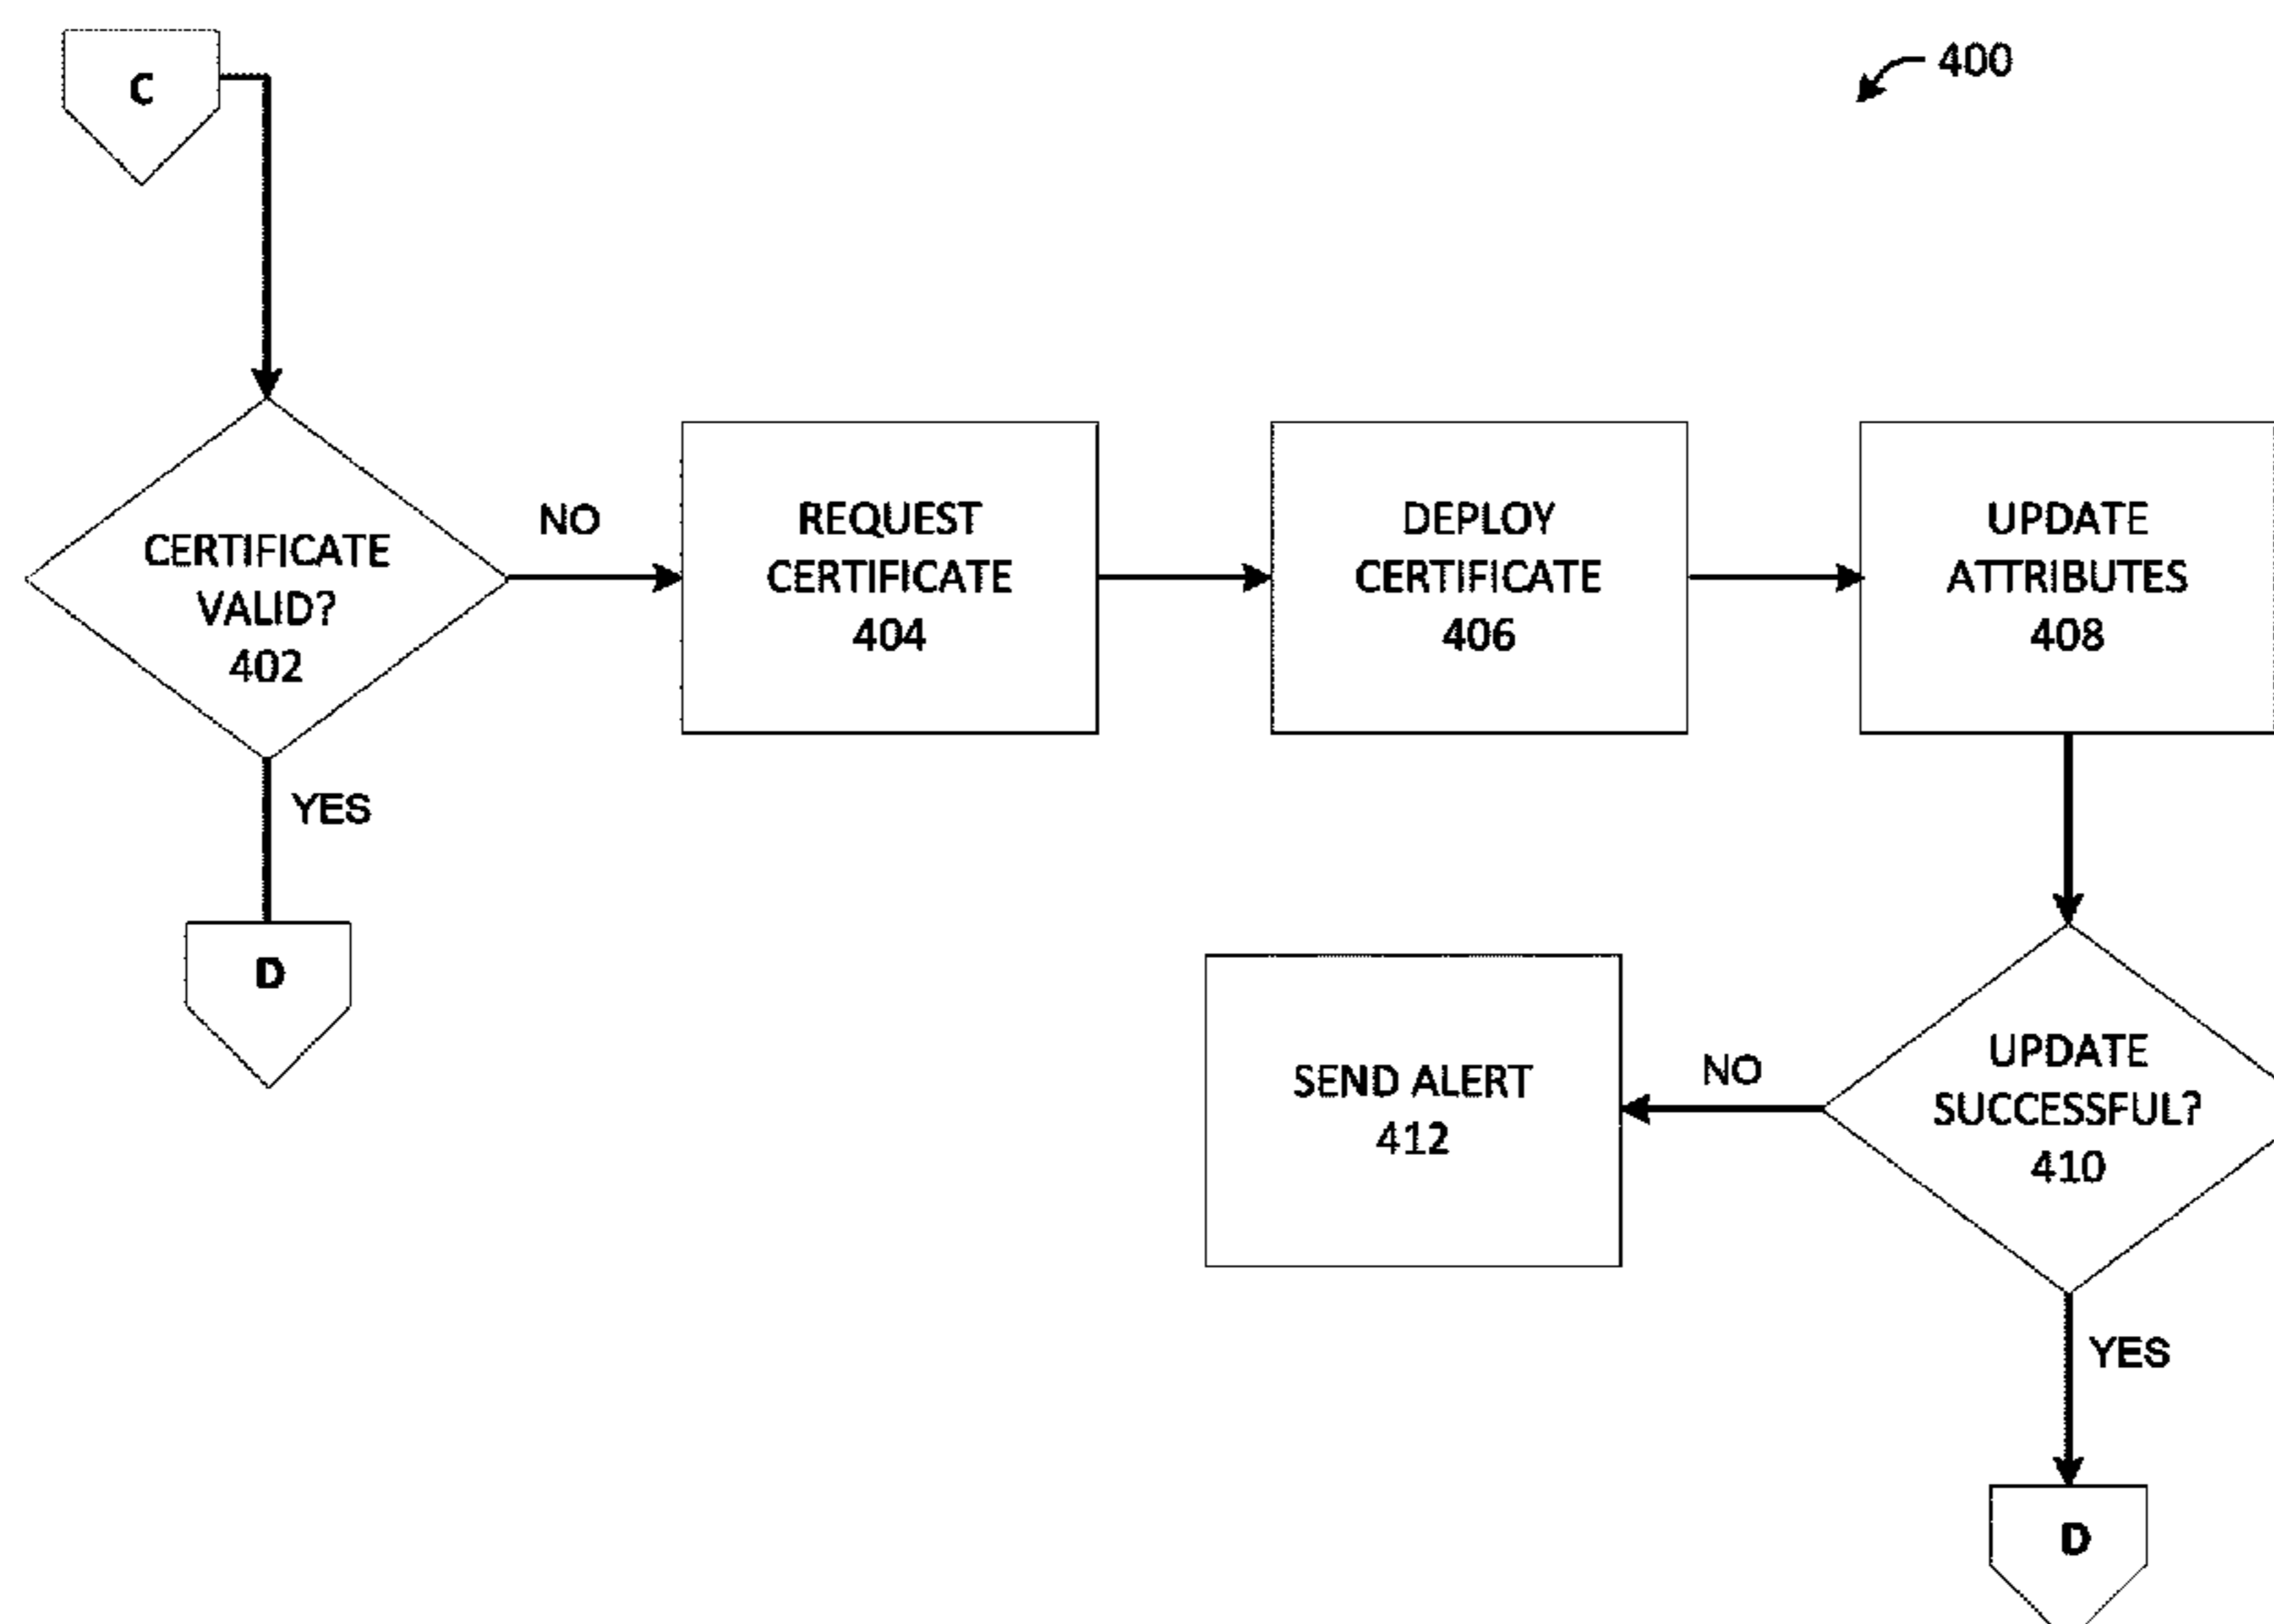 C
400
CERTIFICATE
VALID?
402
NO
REQUEST
CERTIFICATE
404
DEPLOY
CERTIFICATE
406
UPDATE
ATTRIBUTES
408
YES
D
SEND ALERT
412
NO
UPDATE
SUCCESSFUL?
410
YES
D